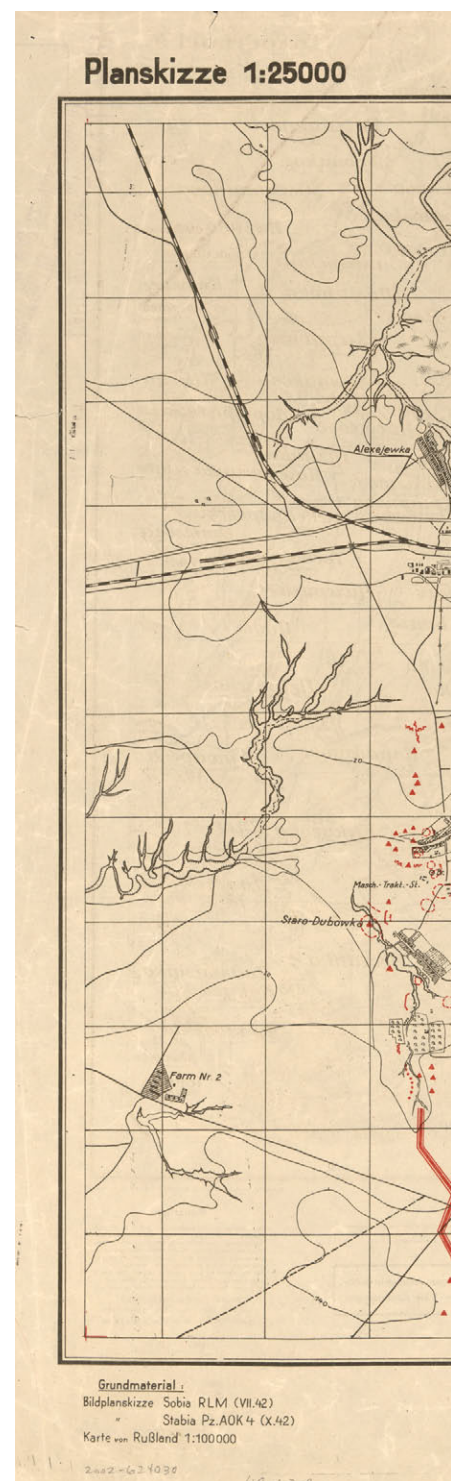 Planskizze 1:25000
Alexejewka
Masch.-Trakt.-St.
Staro-Dubowka
Farm Nr. 2
Grundmaterial :
Bildplanskizze Sobia RLM (VII.42)
" Stabia Pz.AOK 4 (X.42)
Karte von Rußland 1:100000